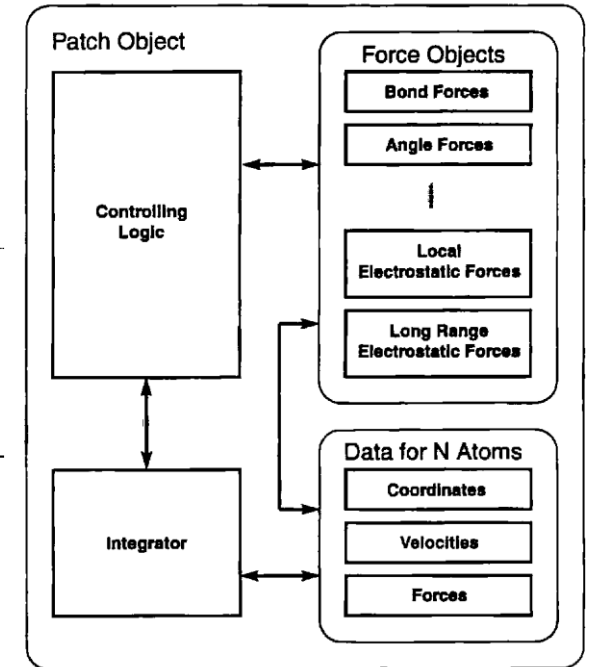 Patch Object
Controlling
Logic
Integrator
Force Objects
Bond Forces
Angle Forces
Local
Electrostatic Forces
Long Range
Electrostatic Forces
Data for N Atoms
Coordinates
Velocities
Forces